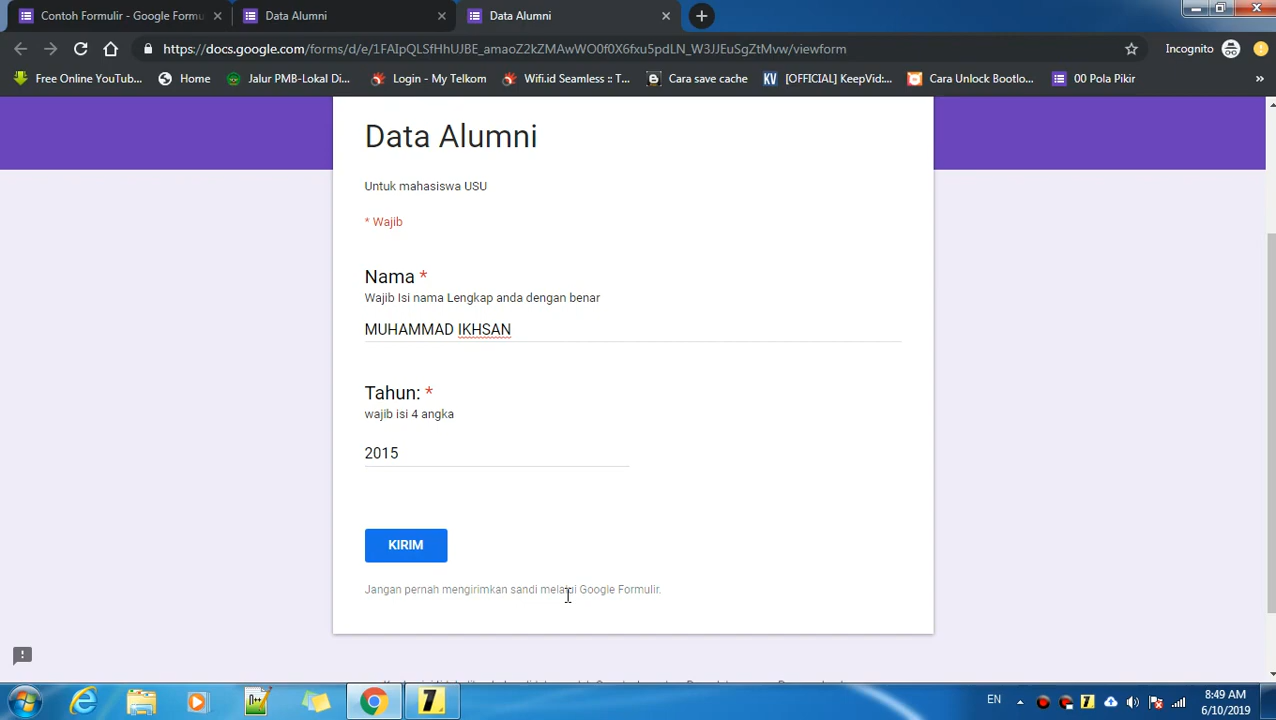 Contoh Formulir - Google Formu
Data Alumni
Data Alumni
https://docs.google.com/forms/d/e/1FAIpQLSfHhUJBE_amaoZ2kZMAwWO0f0X6fxu5pdLN_W3JJEuSgZtMvw/viewform
Incognito
Free Online YouTub...
Home
Jalur PMB-Lokal Di...
Login - My Telkom
Wifi.id Seamless :: T...
Cara save cache
KV [OFFICIAL] KeepVid:...
Cara Unlock Bootlo...
00 Pola Pikir
»
Data Alumni
Untuk mahasiswa USU
* Wajib
Nama *
Wajib Isi nama Lengkap anda dengan benar
MUHAMMAD IKHSAN
Tahun: *
wajib isi 4 angka
2015
KIRIM
Jangan pernah mengirimkan sandi melalui Google Formulir.
EN
8:49 AM
6/10/2019